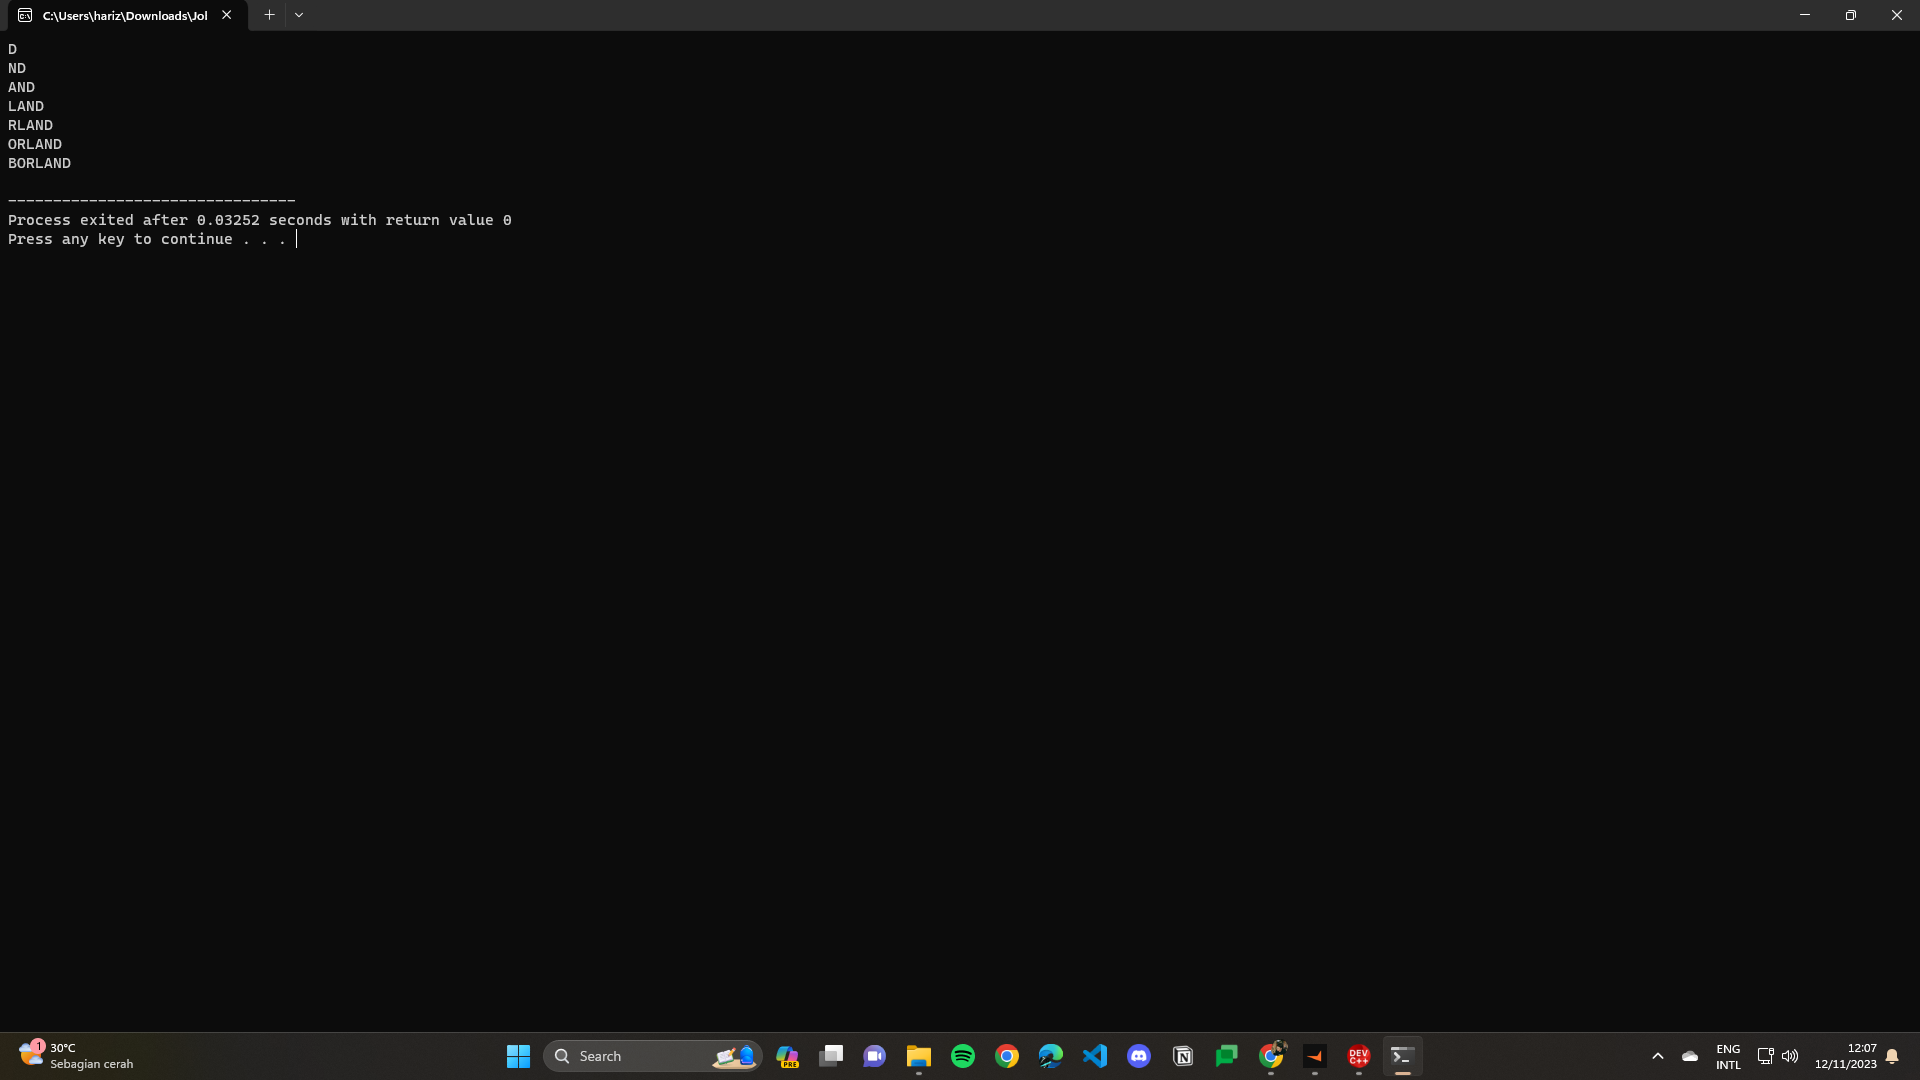 C:\Users\hariz\Downloads\Jol
D
ND
AND
LAND
RLAND
ORLAND
BORLAND
--------------------------------
Process exited after 0.03252 seconds with return value 0
Press any key to continue . . .
1
30°C
Sebagian cerah
Search
PRE
DEV
C++
ENG
INTL
12:07
12/11/2023